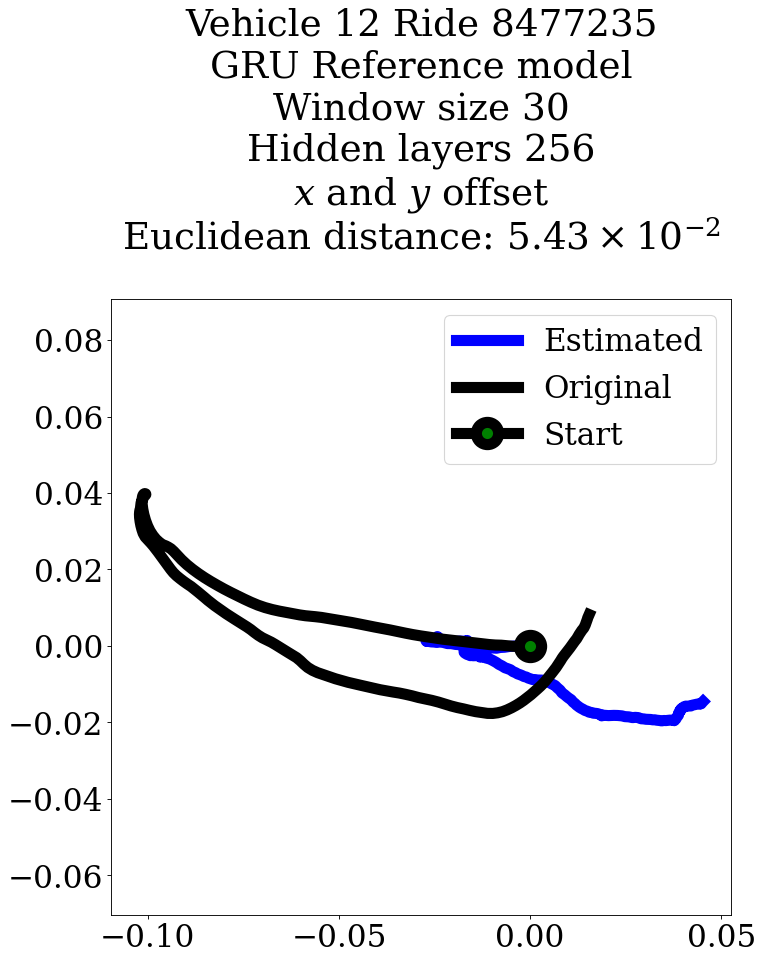 Vehicle 12 Ride 8477235
GRU Reference model
Window size 30
Hidden layers 256
x and y offset
Euclidean distance: 5.43 × 10⁻²
Estimated
Original
Start
0.08
0.06
0.04
0.02
0.00
−0.02
−0.04
−0.06
−0.10 −0.05 0.00 0.05